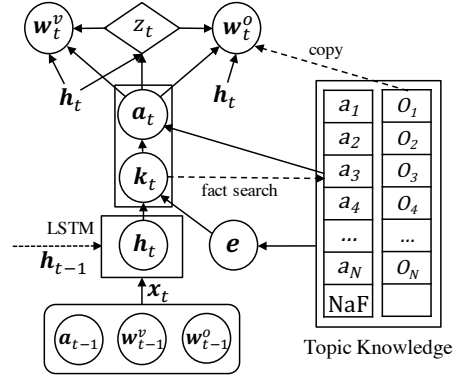 w_t^v z_t w_t^o
copy
h_t h_t
a_t
a_1 O_1
a_2 O_2
a_3 O_3
a_4 O_4
... ...
a_N O_N
NaF
k_t
fact search
LSTM
h_{t-1}
h_t
e
x_t
a_{t-1} w_{t-1}^v w_{t-1}^o
Topic Knowledge